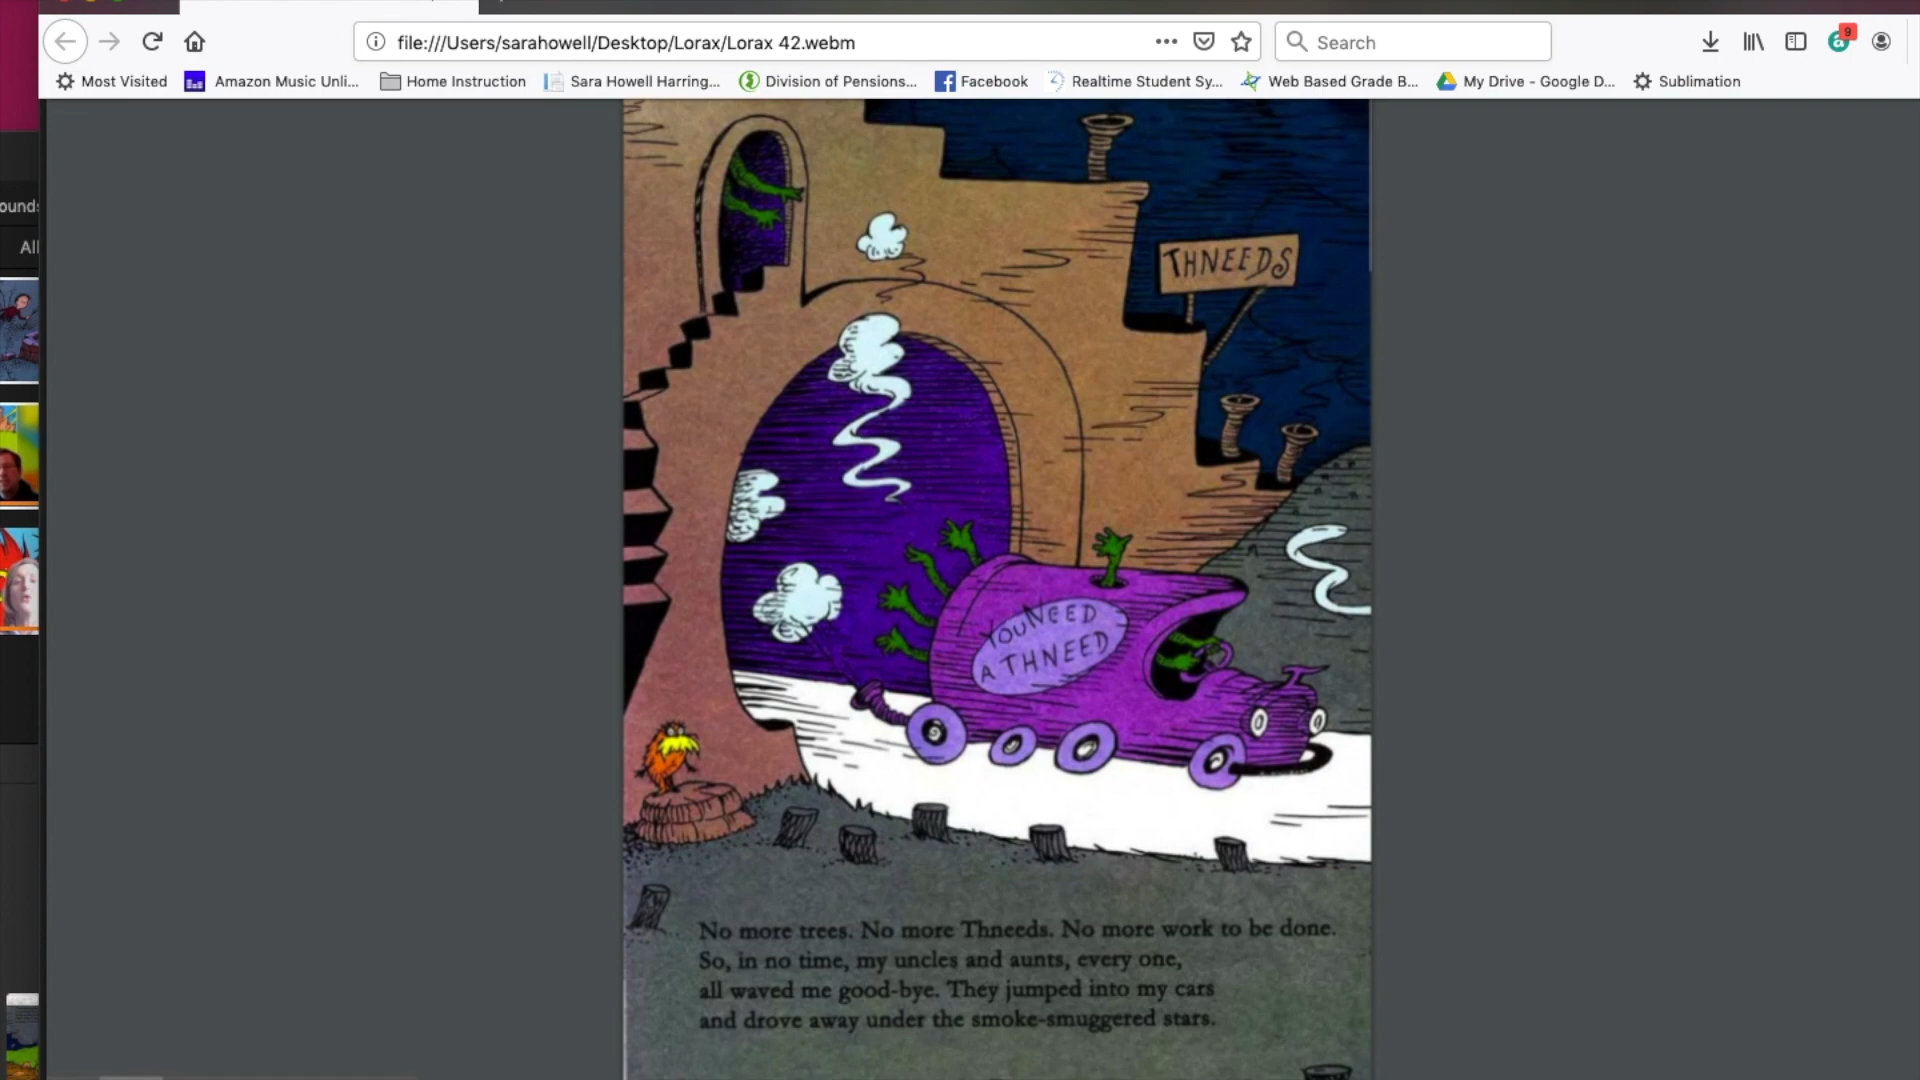 file:///Users/sarahowell/Desktop/Lorax/Lorax 42.webm
Search
9
Most Visited
Amazon Music Unli...
Home Instruction
Sara Howell Harring...
Division of Pensions...
Facebook
Realtime Student Sy...
Web Based Grade B...
My Drive - Google D...
Sublimation
ound
All
THNEEDS
YOU NEED
A THNEED
No more trees. No more Thneeds. No more work to be done.
So, in no time, my uncles and aunts, every one,
all waved me good-bye. They jumped into my cars
and drove away under the smoke-smuggered stars.